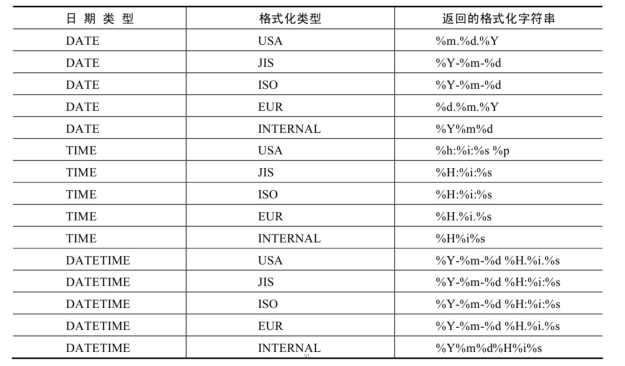 日 期 类 型 格式化类型 返回的格式化字符串
DATE USA %m.%d.%Y
DATE JIS %Y-%m-%d
DATE ISO %Y-%m-%d
DATE EUR %d.%m.%Y
DATE INTERNAL %Y%m%d
TIME USA %h:%i:%s %p
TIME JIS %H:%i:%s
TIME ISO %H:%i:%s
TIME EUR %H.%i.%s
TIME INTERNAL %H%i%s
DATETIME USA %Y-%m-%d %H.%i.%s
DATETIME JIS %Y-%m-%d %H:%i:%s
DATETIME ISO %Y-%m-%d %H:%i:%s
DATETIME EUR %Y-%m-%d %H.%i.%s
DATETIME INTERNAL %Y%m%d%H%i%s